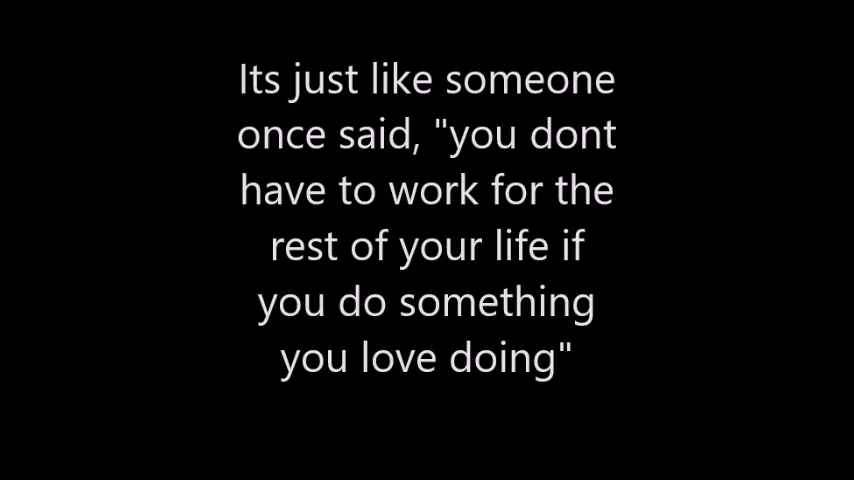 Its just like someone
once said, "you dont
have to work for the
rest of your life if
you do something
you love doing"